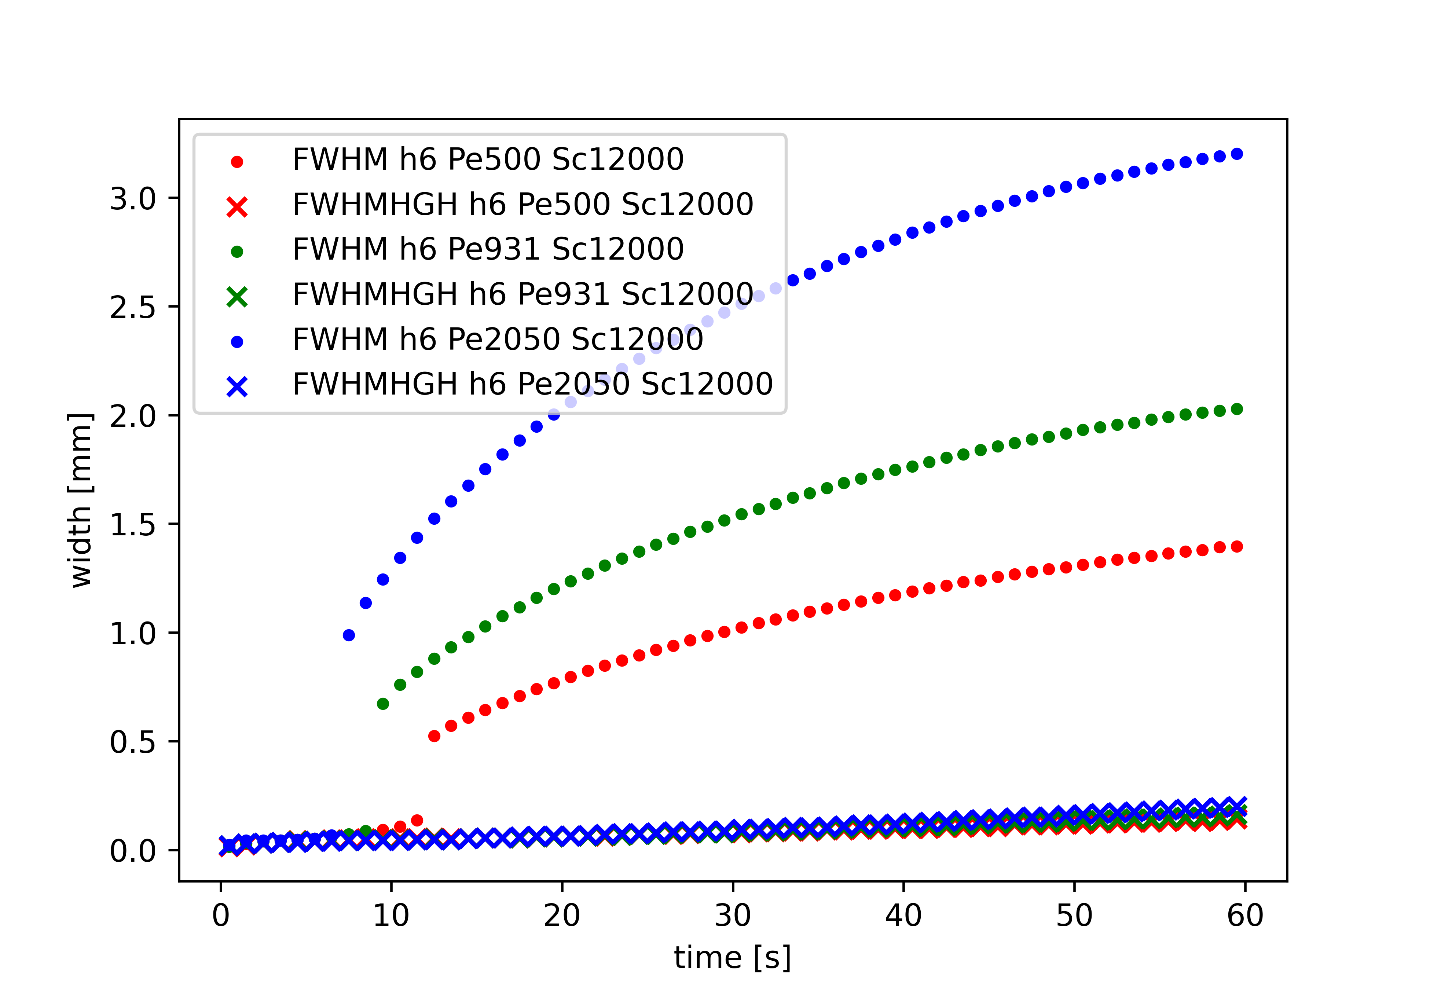 FWHM h6 Pe500 Sc12000
FWHMHGH h6 Pe500 Sc12000
FWHM h6 Pe931 Sc12000
FWHMHGH h6 Pe931 Sc12000
FWHM h6 Pe2050 Sc12000
FWHMHGH h6 Pe2050 Sc12000
3.0
2.5
2.0
1.5
1.0
0.5
0.0
width [mm]
0 10 20 30 40 50 60
time [s]